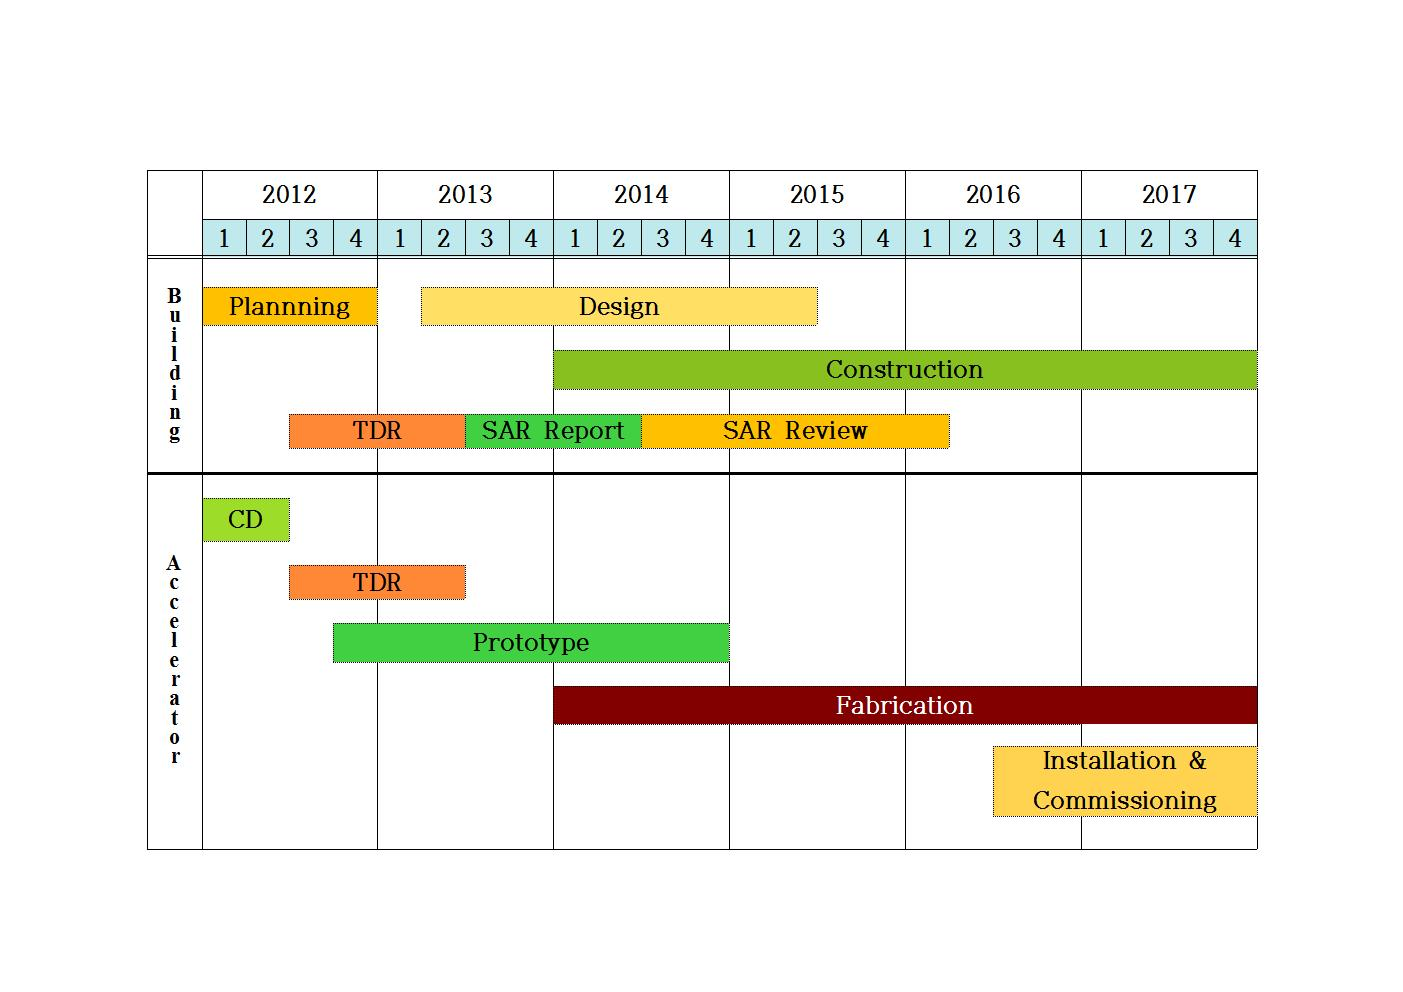 2012 2013 2014 2015 2016 2017
1 2 3 4 1 2 3 4 1 2 3 4 1 2 3 4 1 2 3 4 1 2 3 4
Building
Plannning Design
Construction
TDR SAR Report SAR Review
Accelerator
CD
TDR
Prototype
Fabrication
Installation &
Commissioning